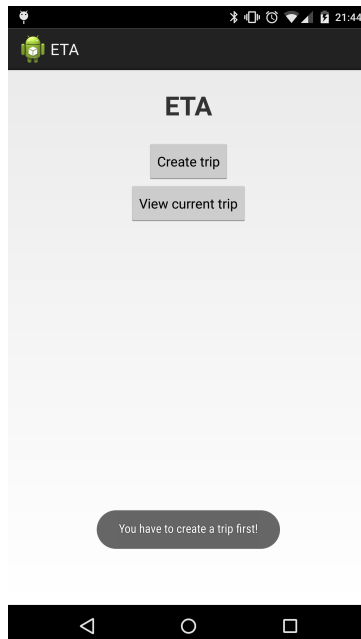 21:44
ETA
ETA
Create trip
View current trip
You have to create a trip first!